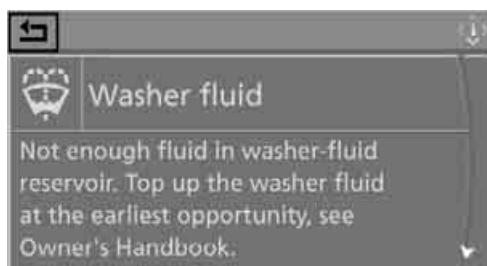 Washer fluid
Not enough fluid in washer-fluid
reservoir. Top up the washer fluid
at the earliest opportunity, see
Owner's Handbook.